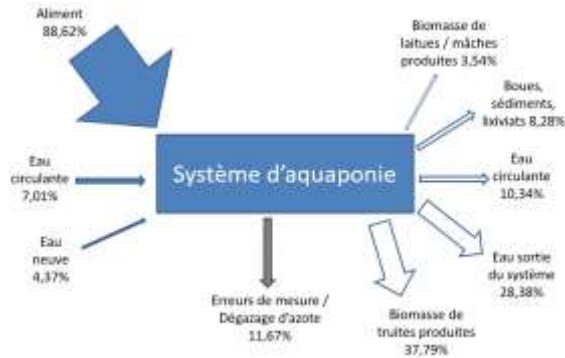 Aliment
88,62%
Biomasse de
laitues / mâches
produites 3,54%
Boues,
sédiments,
lixiviats 8,28%
Eau
circulante
7,01%
Système d'aquaponie
Eau
circulante
10,34%
Eau
neuve
4,37%
Erreurs de mesure /
Dégazage d'azote
11,67%
Biomasse de
truites produites
37,79%
Eau sortie
du système
28,38%